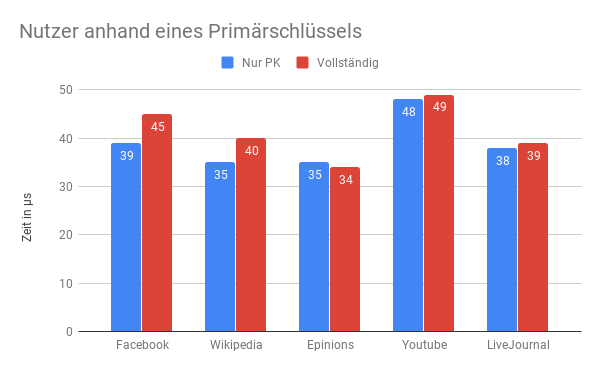 Nutzer anhand eines Primärschlüssels
Nur PK Vollständig
Zeit in µs
50
40
30
20
10
0
39 45 35 40 35 34 48 49 38 39
Facebook Wikipedia Epinions Youtube LiveJournal